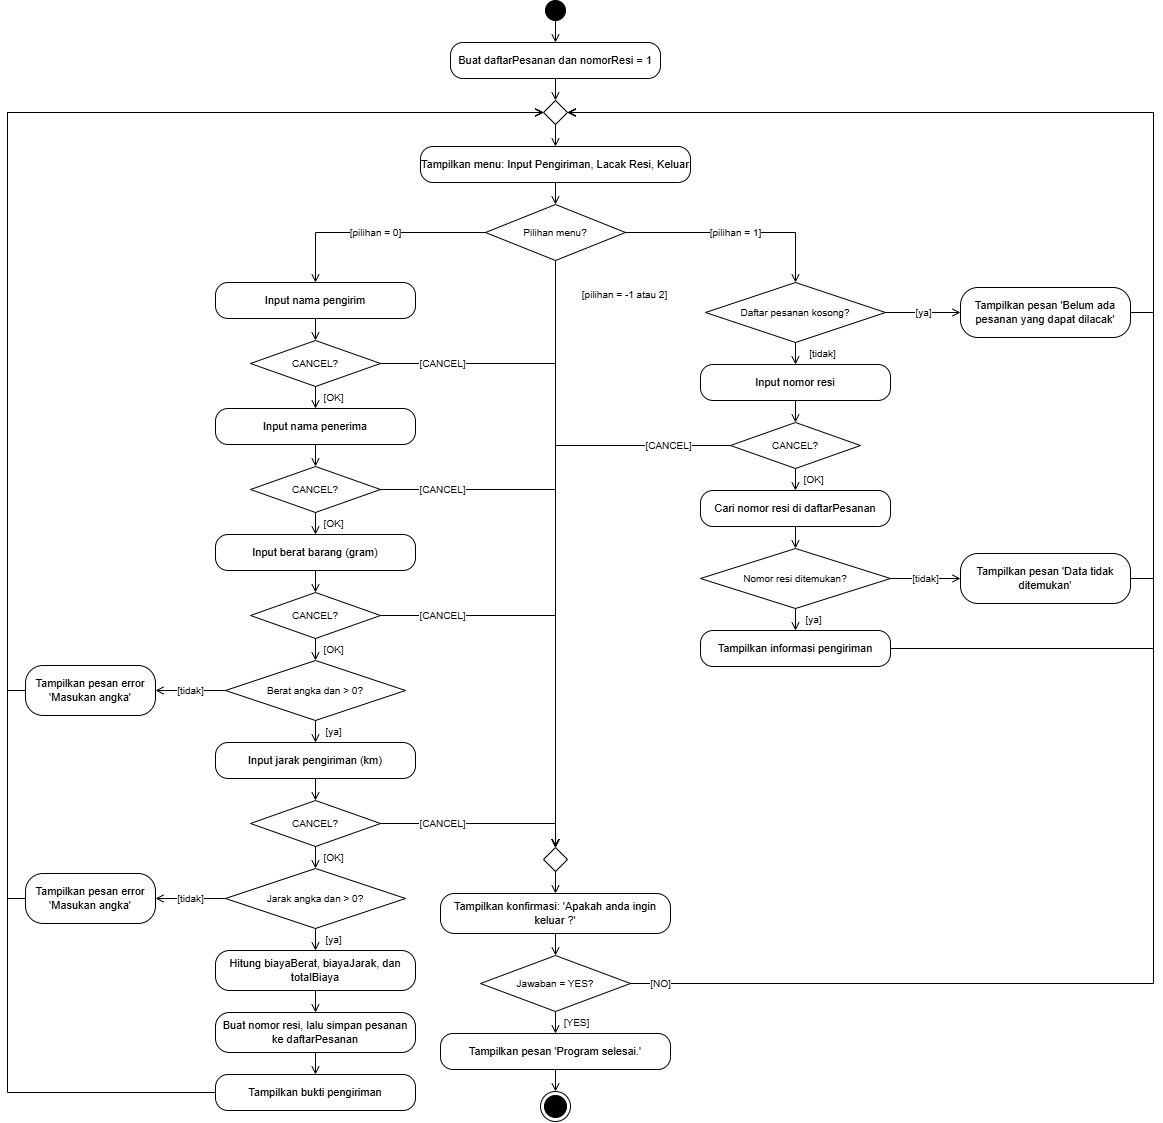 Buat daftarPesanan dan nomorResi = 1
Tampilkan menu: Input Pengiriman, Lacak Resi, Keluar
Pilihan menu?
[pilihan = 0]
[pilihan = 1]
[pilihan = -1 atau 2]
Input nama pengirim
CANCEL?
[CANCEL]
[OK]
Input nama penerima
CANCEL?
[CANCEL]
[OK]
Input berat barang (gram)
CANCEL?
[CANCEL]
[OK]
Berat angka dan > 0?
[tidak]
Tampilkan pesan error
'Masukan angka'
[ya]
Input jarak pengiriman (km)
CANCEL?
[CANCEL]
[OK]
Jarak angka dan > 0?
[tidak]
Tampilkan pesan error
'Masukan angka'
[ya]
Hitung biayaBerat, biayaJarak, dan
totalBiaya
Buat nomor resi, lalu simpan pesanan
ke daftarPesanan
Tampilkan bukti pengiriman
Daftar pesanan kosong?
[ya]
Tampilkan pesan 'Belum ada
pesanan yang dapat dilacak'
[tidak]
Input nomor resi
CANCEL?
[CANCEL]
[OK]
Cari nomor resi di daftarPesanan
Nomor resi ditemukan?
[tidak]
Tampilkan pesan 'Data tidak
ditemukan'
[ya]
Tampilkan informasi pengiriman
Tampilkan konfirmasi: 'Apakah anda ingin
keluar ?'
Jawaban = YES?
[NO]
[YES]
Tampilkan pesan 'Program selesai.'